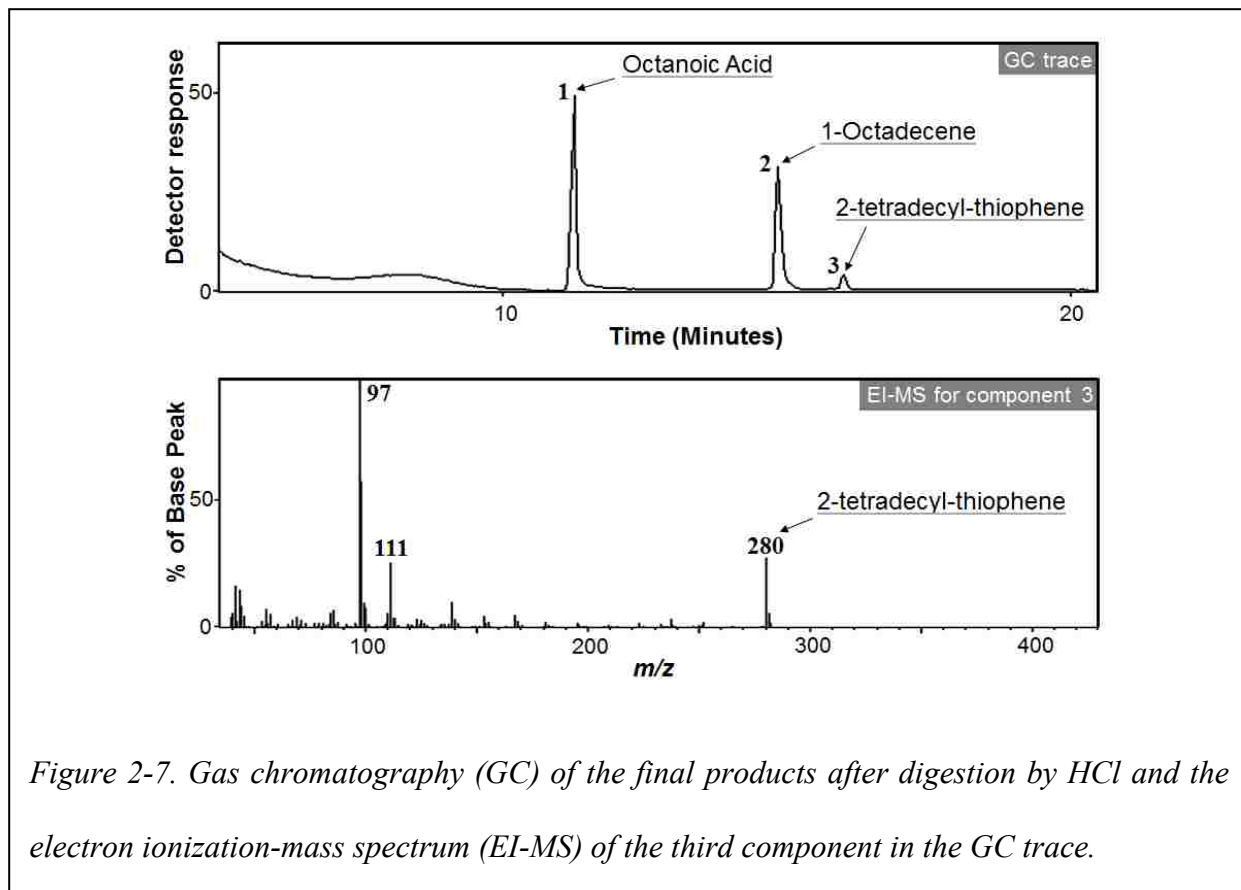 GC trace
Octanoic Acid
50
1
1-Octadecene
2
2-tetradecyl-thiophene
3
Detector response
0
10
20
Time (Minutes)
EI-MS for component 3
97
% of Base Peak
50
2-tetradecyl-thiophene
111
280
0
100
200
300
400
m/z
Figure 2-7. Gas chromatography (GC) of the final products after digestion by HCl and the
electron ionization-mass spectrum (EI-MS) of the third component in the GC trace.